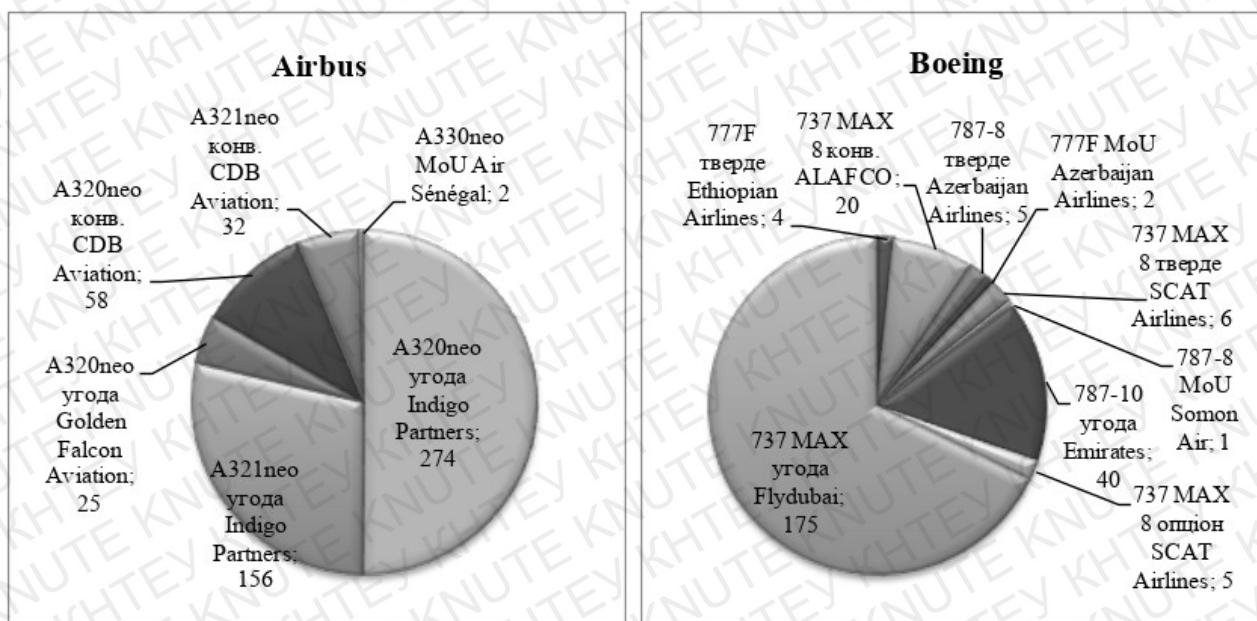 Airbus
A321neo
конв.
CDB
Aviation;
32
A330neo
MoU Air
Sénégal; 2
A320neo
конв.
CDB
Aviation;
58
A320neo
угода
Golden
Falcon
Aviation;
25
A321neo
угода
Indigo
Partners;
156
A320neo
угода
Indigo
Partners;
274
Boeing
777F
тверде
Ethiopian
Airlines; 4
737 MAX
8 конв.
ALAFCO;
20
787-8
тверде
Azerbaijan
Airlines; 5
777F MoU
Azerbaijan
Airlines; 2
737 MAX
8 тверде
SCAT
Airlines; 6
787-8
MoU
Somon
Air; 1
787-10
угода
Emirates;
40
737 MAX
8 опціон
SCAT
Airlines; 5
737 MAX
угода
Flydubai;
175
KNUTE КНТЕУ KNUTE КНТЕУ